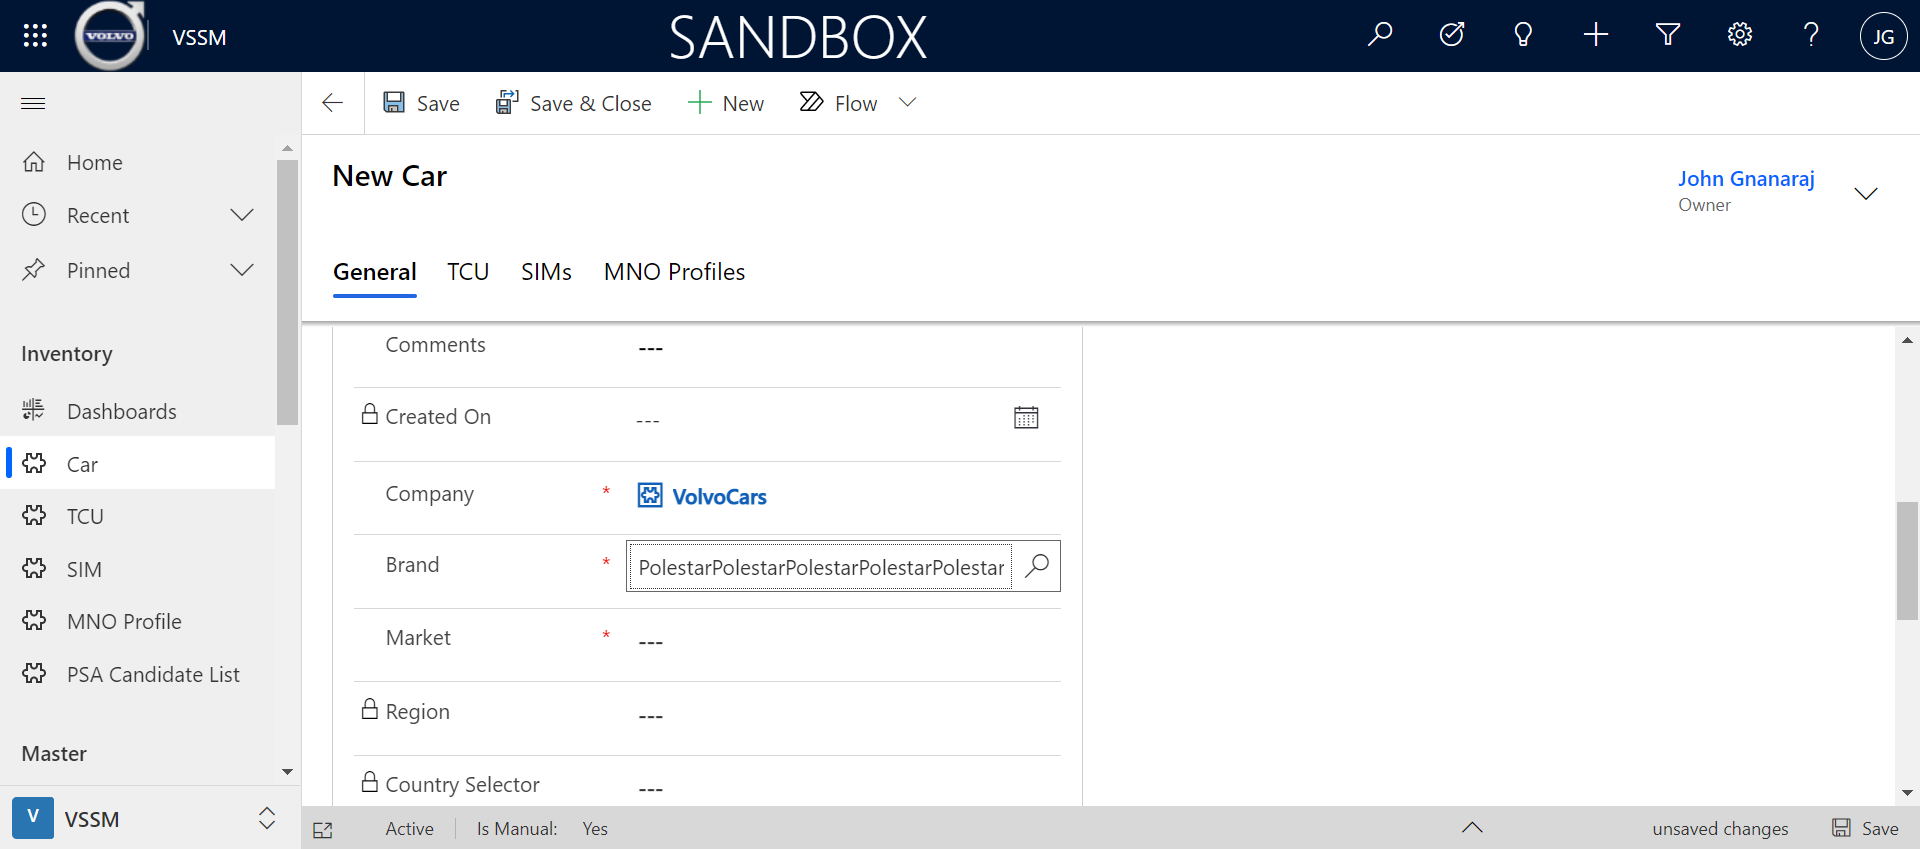 VOLVO
VSSM
SANDBOX
JG
Save
Save & Close
New
Flow
Home
Recent
Pinned
Inventory
Dashboards
Car
TCU
SIM
MNO Profile
PSA Candidate List
Master
V
VSSM
New Car
John Gnanaraj
Owner
General
TCU
SIMs
MNO Profiles
Comments
---
Created On
---
Company
*
VolvoCars
Brand
*
PolestarPolestarPolestarPolestarPolestar
Market
*
---
Region
---
Country Selector
---
Active
Is Manual:
Yes
unsaved changes
Save